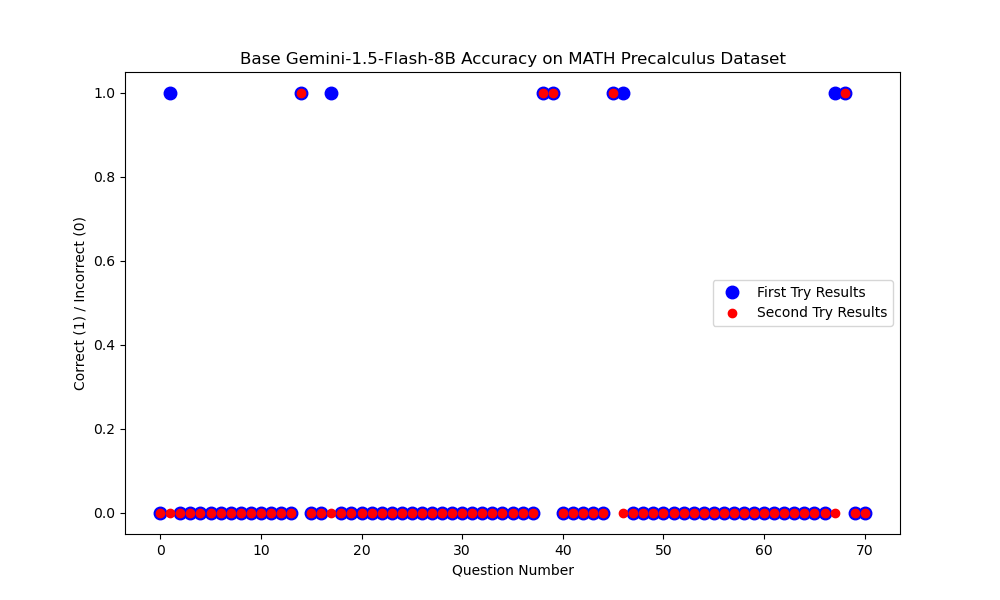 Base Gemini-1.5-Flash-8B Accuracy on MATH Precalculus Dataset
Correct (1) / Incorrect (0)
1.0
0.8
0.6
0.4
0.2
0.0
First Try Results
Second Try Results
0 10 20 30 40 50 60 70
Question Number